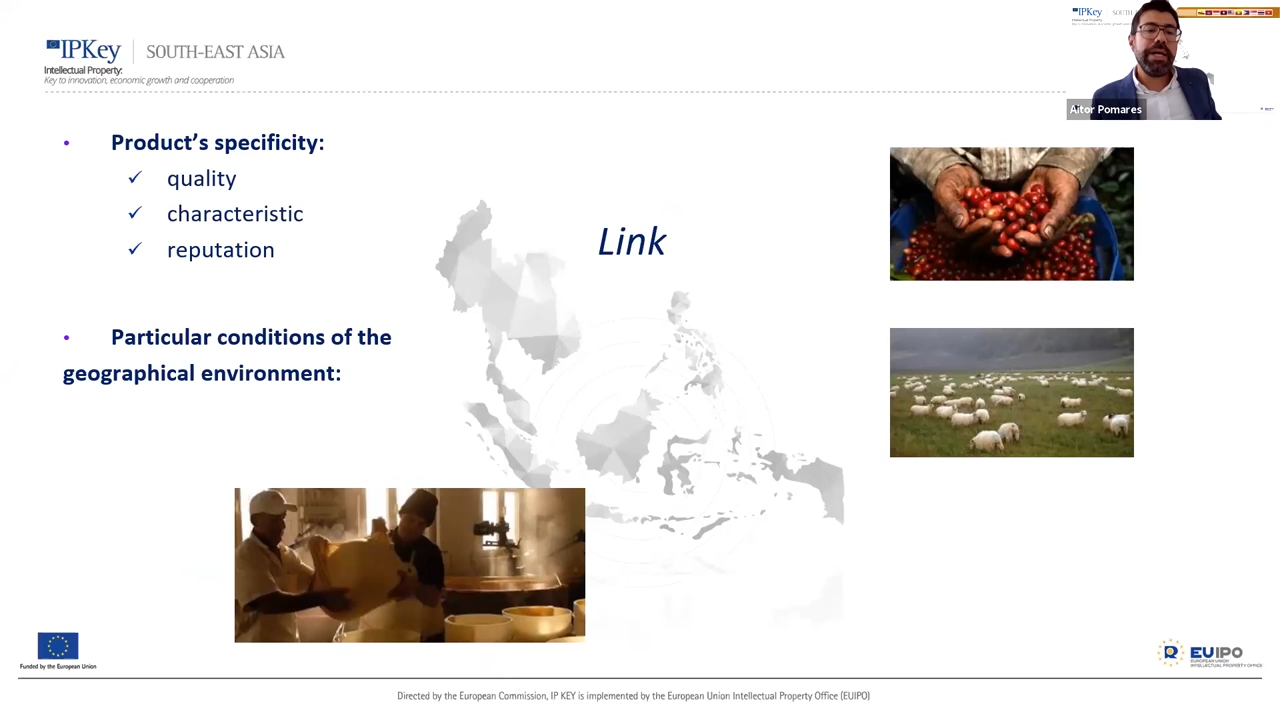 IPKey | SOUTH-EAST ASIA
Intellectual Property:
Key to innovation, economic growth and cooperation
IPKey
Aitor Pomares
• Product's specificity:
✓ quality
✓ characteristic
✓ reputation
Link
• Particular conditions of the
geographical environment:
Funded by the European Union
EUIPO
EUROPEAN UNION
INTELLECTUAL PROPERTY OFFICE
Directed by the European Commission, IP KEY is implemented by the European Union Intellectual Property Office (EUIPO)